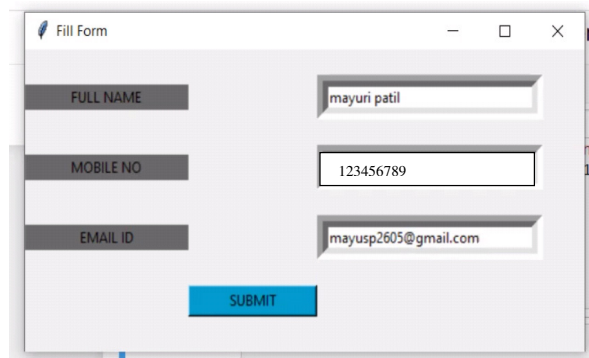 Fill Form
FULL NAME mayuri patil
MOBILE NO 123456789
EMAIL ID mayusp2605@gmail.com
SUBMIT